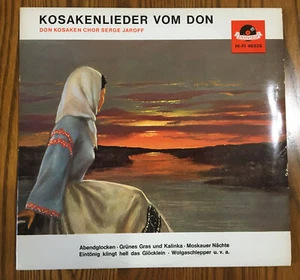 KOSAKENLIEDER VOM DON
DON KOSAKEN CHOR SERGE JAROFF
Abendglocken · Grünes Gras und Kalinka · Moskauer Nächte
Eintönig klingt hell das Glöcklein · Wolgaschlepper u. v. a.